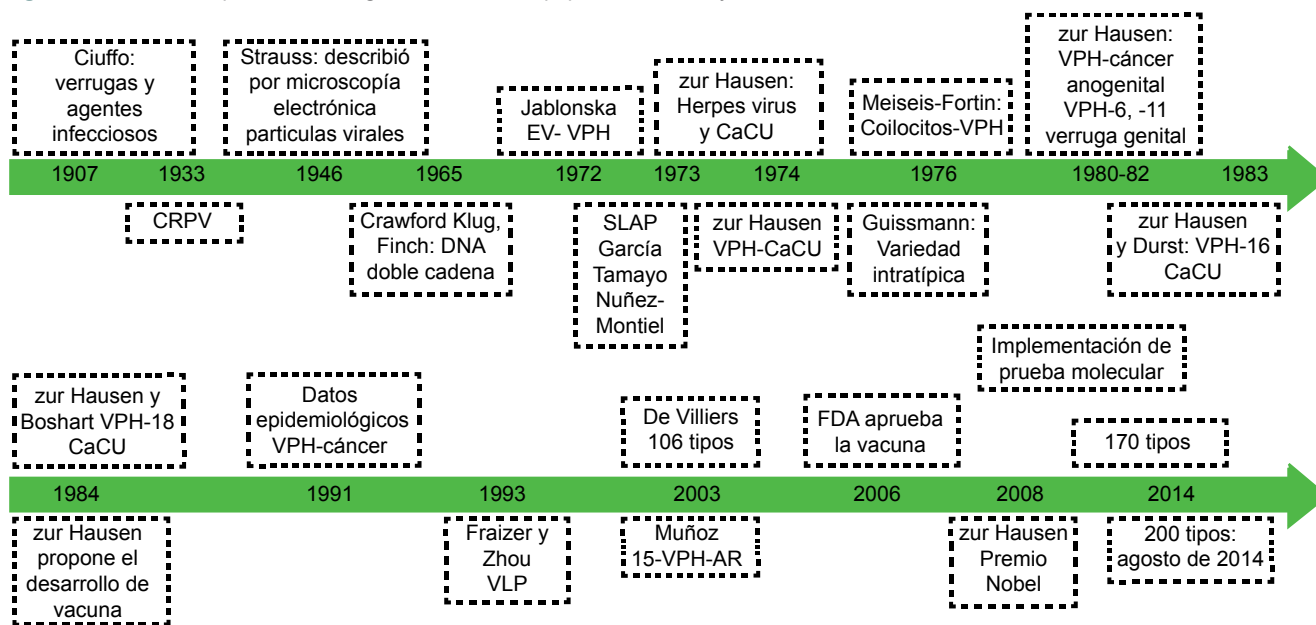 Ciuffo:
verrugas y
agentes
infecciosos
Strauss: describió
por microscopía
electrónica
particulas virales
Jablonska
EV- VPH
zur Hausen:
Herpes virus
y CaCU
Meiseis-Fortin:
Coilocitos-VPH
zur Hausen:
VPH-cáncer
anogenital
VPH-6, -11
verruga genital
1907 1933 1946 1965 1972 1973 1974 1976 1980-82 1983
CRPV
Crawford Klug,
Finch: DNA
doble cadena
SLAP
García
Tamayo
Nuñez-
Montiel
zur Hausen
VPH-CaCU
Guissmann:
Variedad
intratípica
zur Hausen
y Durst: VPH-16
CaCU
zur Hausen y
Boshart VPH-18
CaCU
Datos
epidemiológicos
VPH-cáncer
De Villiers
106 tipos
FDA aprueba
la vacuna
Implementación de
prueba molecular
170 tipos
1984 1991 1993 2003 2006 2008 2014
zur Hausen
propone el
desarrollo de
vacuna
Fraizer y
Zhou
VLP
Muñoz
15-VPH-AR
zur Hausen
Premio
Nobel
200 tipos:
agosto de 2014